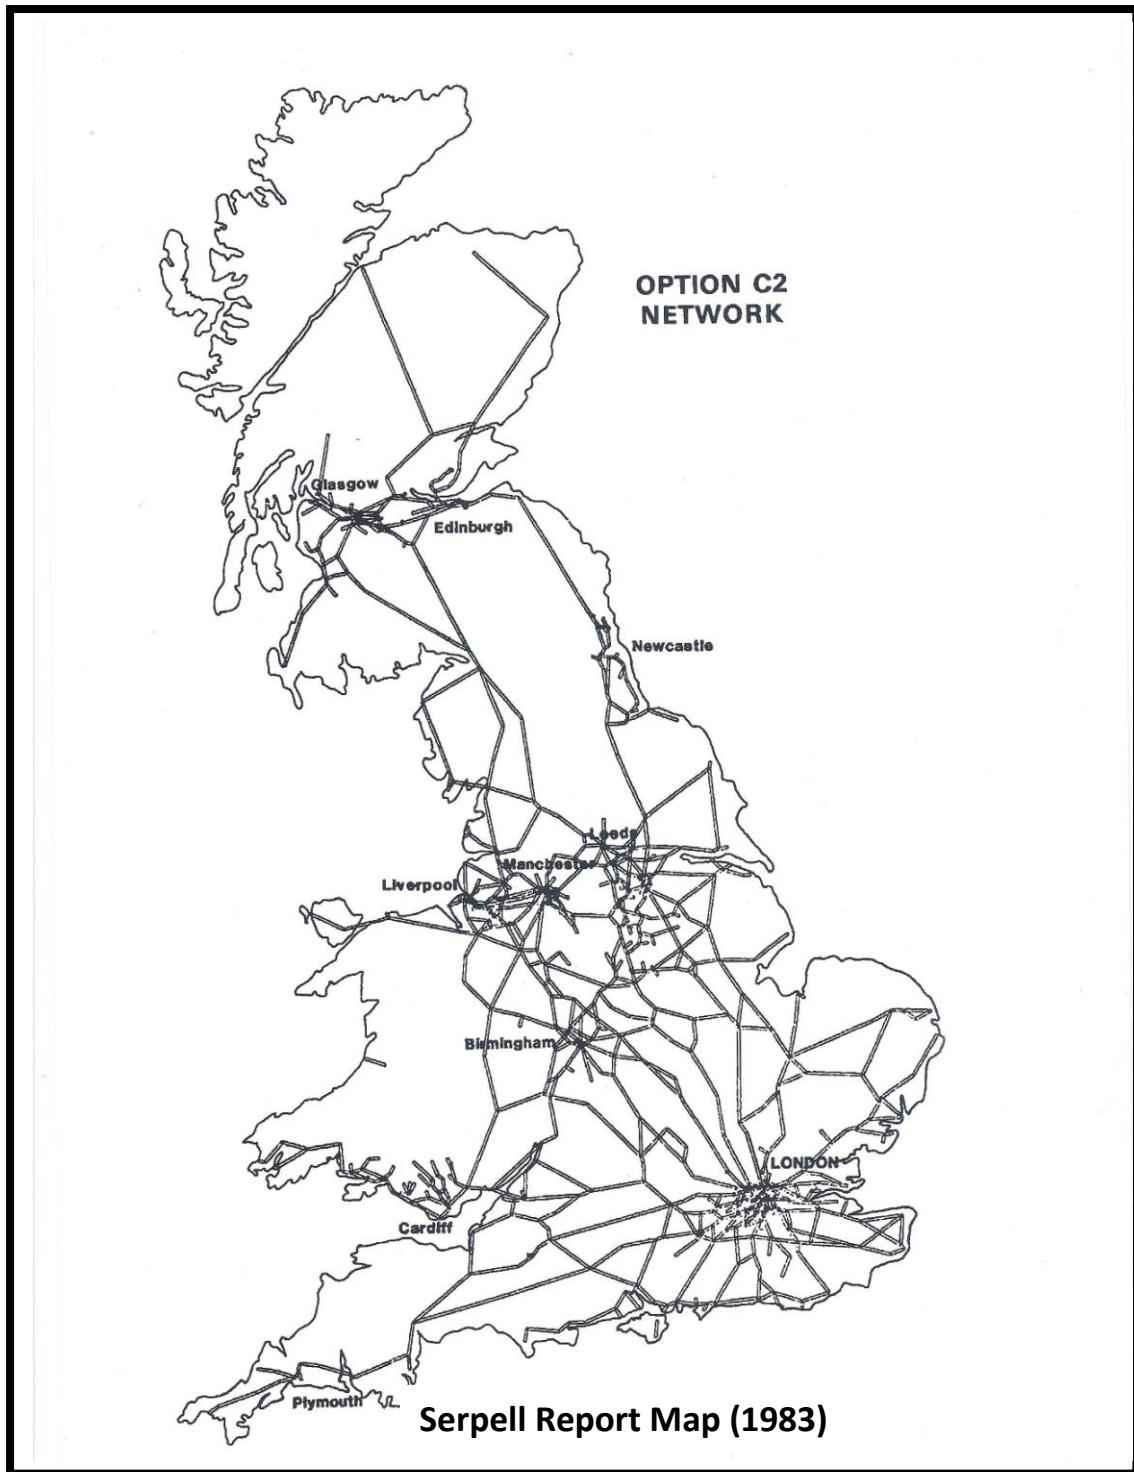 OPTION C2
NETWORK
Glasgow
Edinburgh
Newcastle
Leeds
Manchester
Liverpool
Birmingham
LONDON
Cardiff
Plymouth
Serpell Report Map (1983)